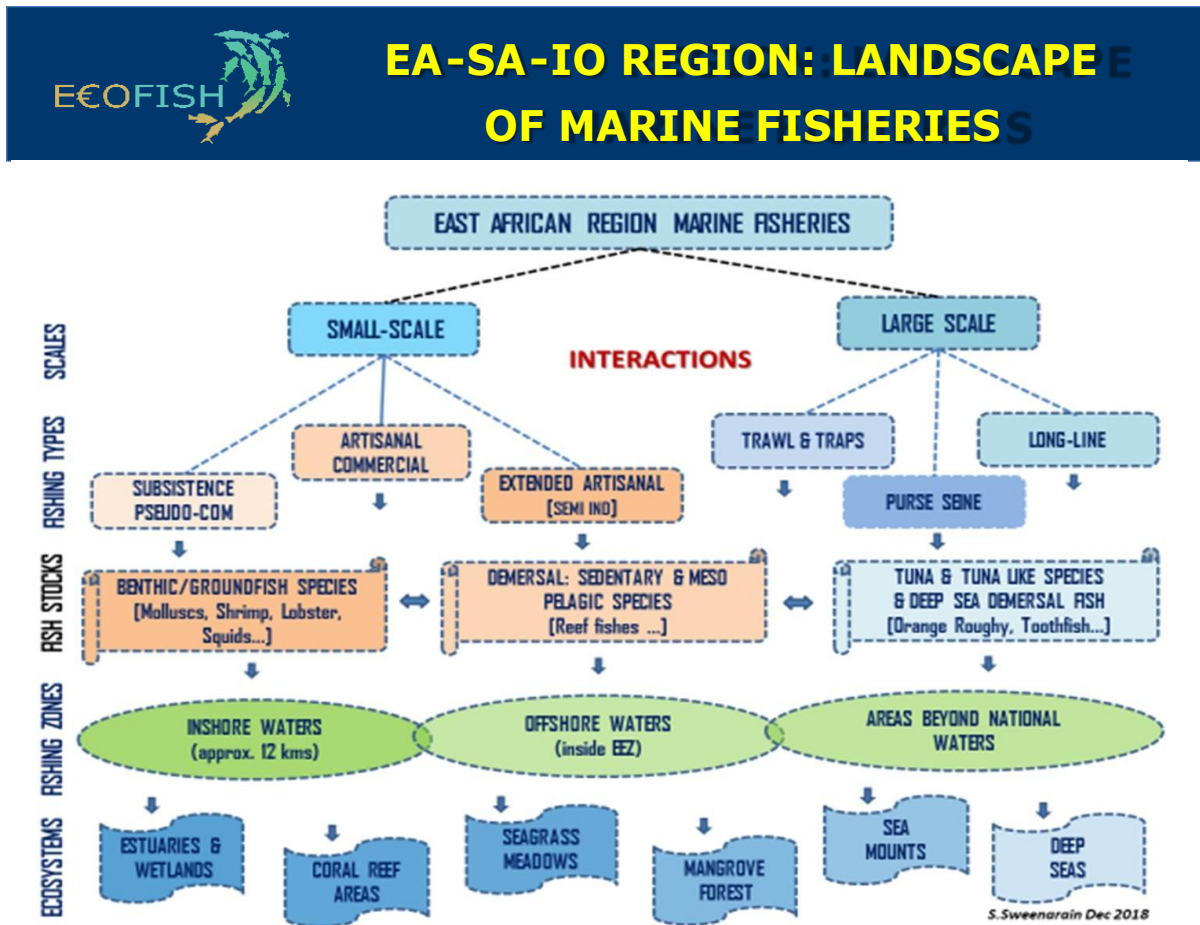 E€OFISH
EA-SA-IO REGION: LANDSCAPE
OF MARINE FISHERIES
EAST AFRICAN REGION MARINE FISHERIES
SCALES
SMALL-SCALE
LARGE SCALE
INTERACTIONS
FISHING TYPES
SUBSISTENCE
PSEUDO-COM
ARTISANAL
COMMERCIAL
EXTENDED ARTISANAL
[SEMI IND]
TRAWL & TRAPS
PURSE SEINE
LONG-LINE
FISH STOCKS
BENTHIC/GROUNDFISH SPECIES
[Molluscs, Shrimp, Lobster,
Squids...]
DEMERSAL: SEDENTARY & MESO
PELAGIC SPECIES
[Reef fishes ...]
TUNA & TUNA LIKE SPECIES
& DEEP SEA DEMERSAL FISH
[Orange Roughy, Toothfish...]
FISHING ZONES
INSHORE WATERS
(approx. 12 kms)
OFFSHORE WATERS
(inside EEZ)
AREAS BEYOND NATIONAL
WATERS
ECOSYSTEMS
ESTUARIES &
WETLANDS
CORAL REEF
AREAS
SEAGRASS
MEADOWS
MANGROVE
FOREST
SEA
MOUNTS
DEEP
SEAS
S.Sweenarain Dec 2018